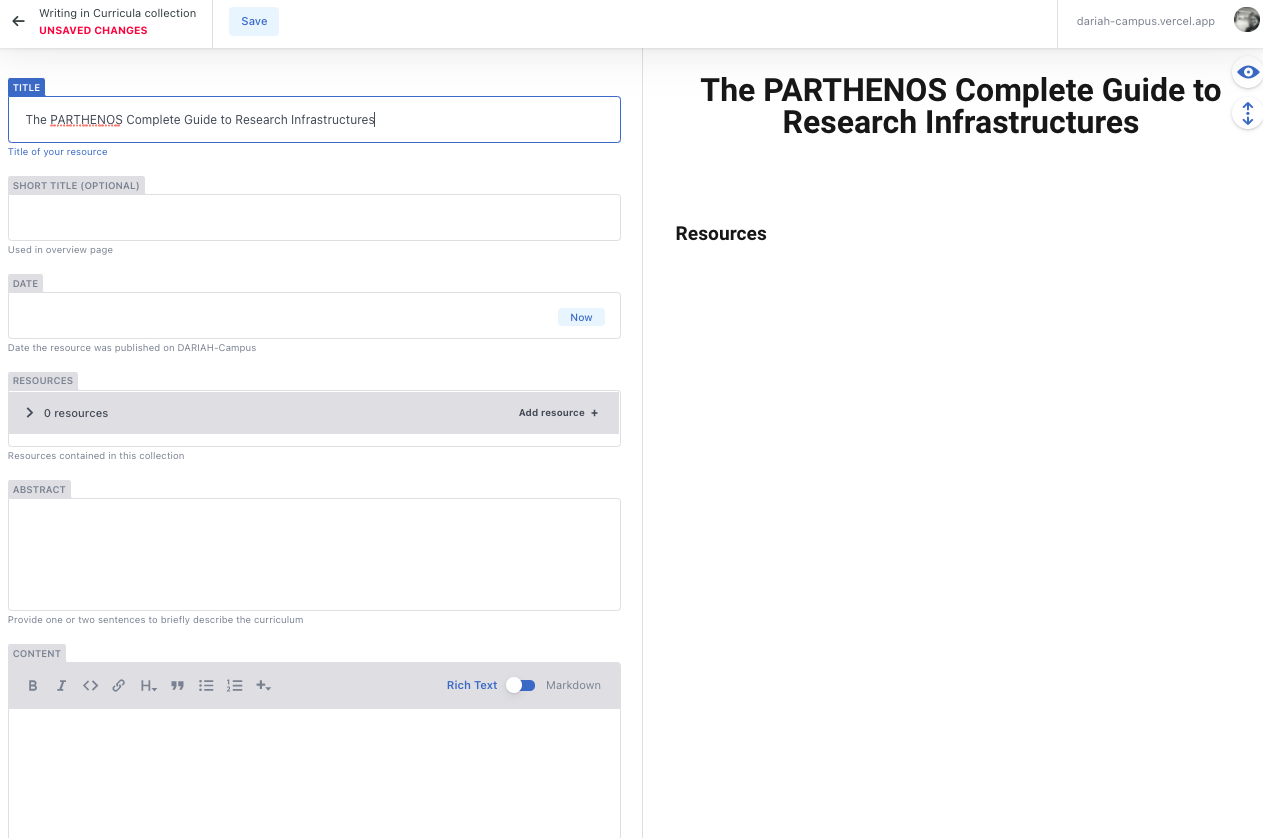 Writing in Curricula collection
UNSAVED CHANGES
Save
dariah-campus.vercel.app
TITLE
The PARTHENOS Complete Guide to Research Infrastructures
Title of your resource
SHORT TITLE (OPTIONAL)
Used in overview page
DATE
Now
Date the resource was published on DARIAH-Campus
RESOURCES
0 resources
Add resource +
Resources contained in this collection
ABSTRACT
Provide one or two sentences to briefly describe the curriculum
CONTENT
B I <> H
Rich Text
Markdown
The PARTHENOS Complete Guide to
Research Infrastructures
Resources